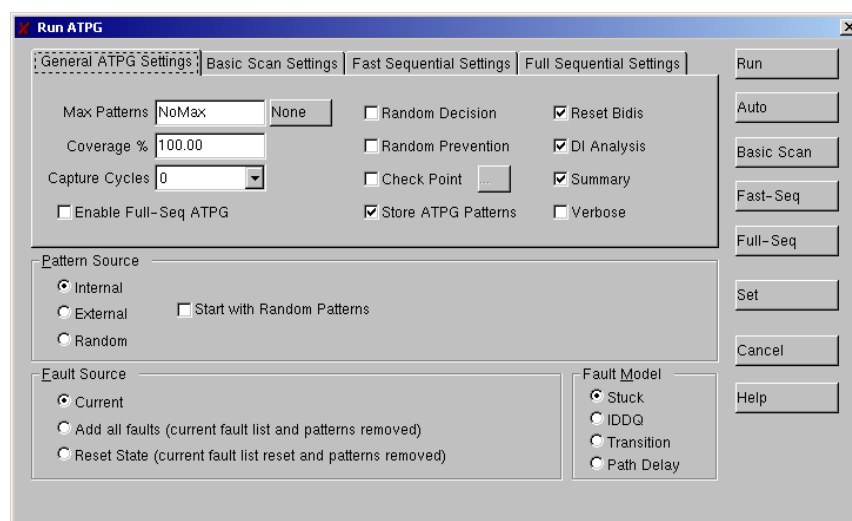 Run ATPG
General ATPG Settings Basic Scan Settings Fast Sequential Settings Full Sequential Settings
Max Patterns NoMax None
Coverage % 100.00
Capture Cycles 0
Enable Full-Seq ATPG
Random Decision
Random Prevention
Check Point ...
Store ATPG Patterns
Reset Bidis
DI Analysis
Summary
Verbose
Pattern Source
Internal
External
Random
Start with Random Patterns
Fault Source
Current
Add all faults (current fault list and patterns removed)
Reset State (current fault list reset and patterns removed)
Fault Model
Stuck
IDDQ
Transition
Path Delay
Run
Auto
Basic Scan
Fast-Seq
Full-Seq
Set
Cancel
Help